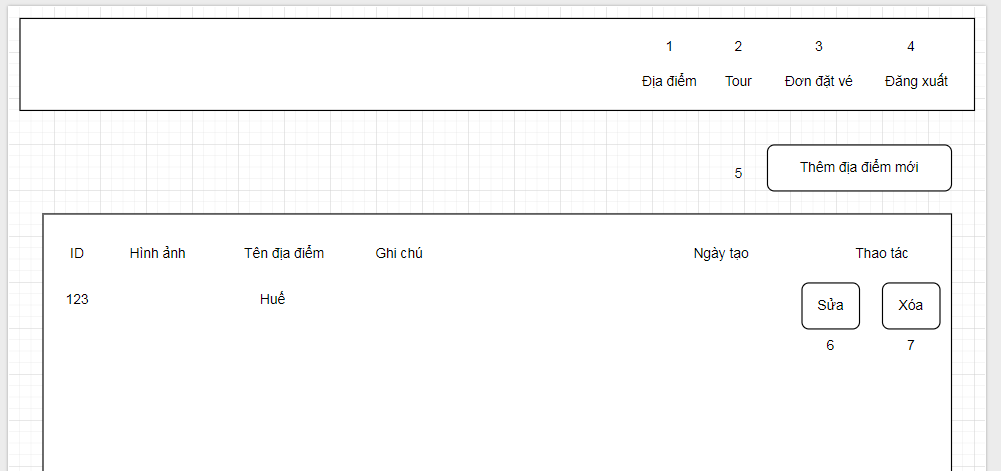 1 2 3 4
Địa điểm Tour Đơn đặt vé Đăng xuất
5 Thêm địa điểm mới
ID Hình ảnh Tên địa điểm Ghi chú Ngày tạo Thao tác
123 Huế Sửa Xóa
6 7